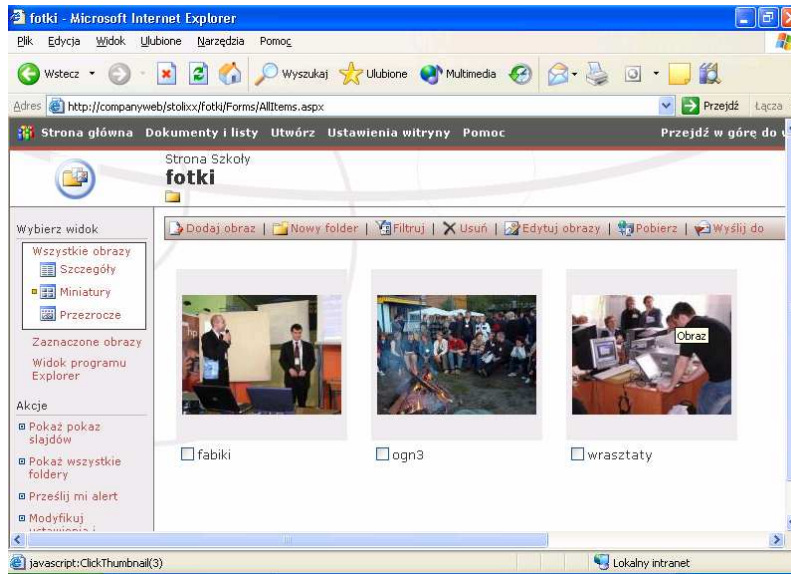 fotki - Microsoft Internet Explorer
Plik Edycja Widok Ulubione Narzędzia Pomoc
Wstecz Wyszukaj Ulubione Multimedia
Adres http://companyweb/stolixx/fotki/Forms/AllItems.aspx Przejdź Łącza
Strona główna Dokumenty i listy Utwórz Ustawienia witryny Pomoc Przejdź w górę do
Strona Szkoły
fotki
Wybierz widok
Dodaj obraz | Nowy folder | Filtruj | Usuń | Edytuj obrazy | Pobierz | Wyślij do
Wszystkie obrazy
Szczegóły
Miniatury
Przezrocze
Zaznaczone obrazy
Widok programu
Explorer
Akcje
Pokaż pokaz
slajdów
Pokaż wszystkie
foldery
Prześlij mi alert
Modyfikuj
hp
Obraz
fabiki ogn3 wrasztaty
javascript:ClickThumbnail(3) Lokalny intranet